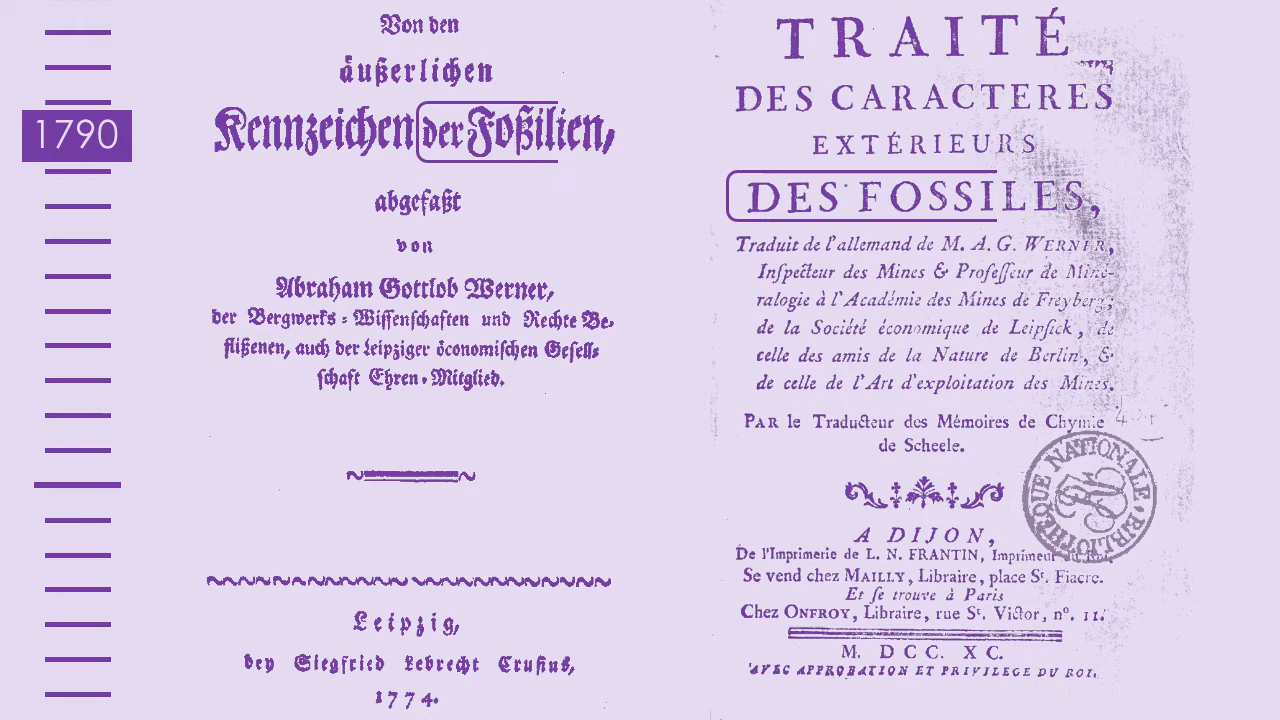 1790
Von den
äußerlichen
Kennzeichen der Foßilien,
abgefaßt
von
Abraham Gottlob Werner,
der Bergwerks-Wissenschaften und Rechte Be-
flißenen, auch der Leipziger öconomischen Gesell-
schaft Ehren-Mitglied.
Leipzig,
bey Siegfried Lebrecht Crusius,
1774.
TRAITÉ
DES CARACTERES
EXTÉRIEURS
DES FOSSILES,
Traduit de l'allemand de M. A. G. WERNER,
Inſpecteur des Mines & Profeſſeur de Miné-
ralogie à l'Académie des Mines de Freyberg;
de la Société économique de Leipſick, de
celle des amis de la Nature de Berlin, &
de celle de l'Art d'exploitation des Mines.
PAR le Traducteur des Mémoires de Chymie
de Scheele.
A DIJON,
De l'Imprimerie de L. N. FRANTIN, Imprimeur du Roi.
Se vend chez MAILLY, Libraire, place St. Fiacre.
Et ſe trouve à Paris
Chez ONFROY, Libraire, rue St. Victor, n°. 11.
M. DCC. XC.
AVEC APPROBATION ET PRIVILEGE DU ROI.
BIBLIOTHEQUE NATIONALE